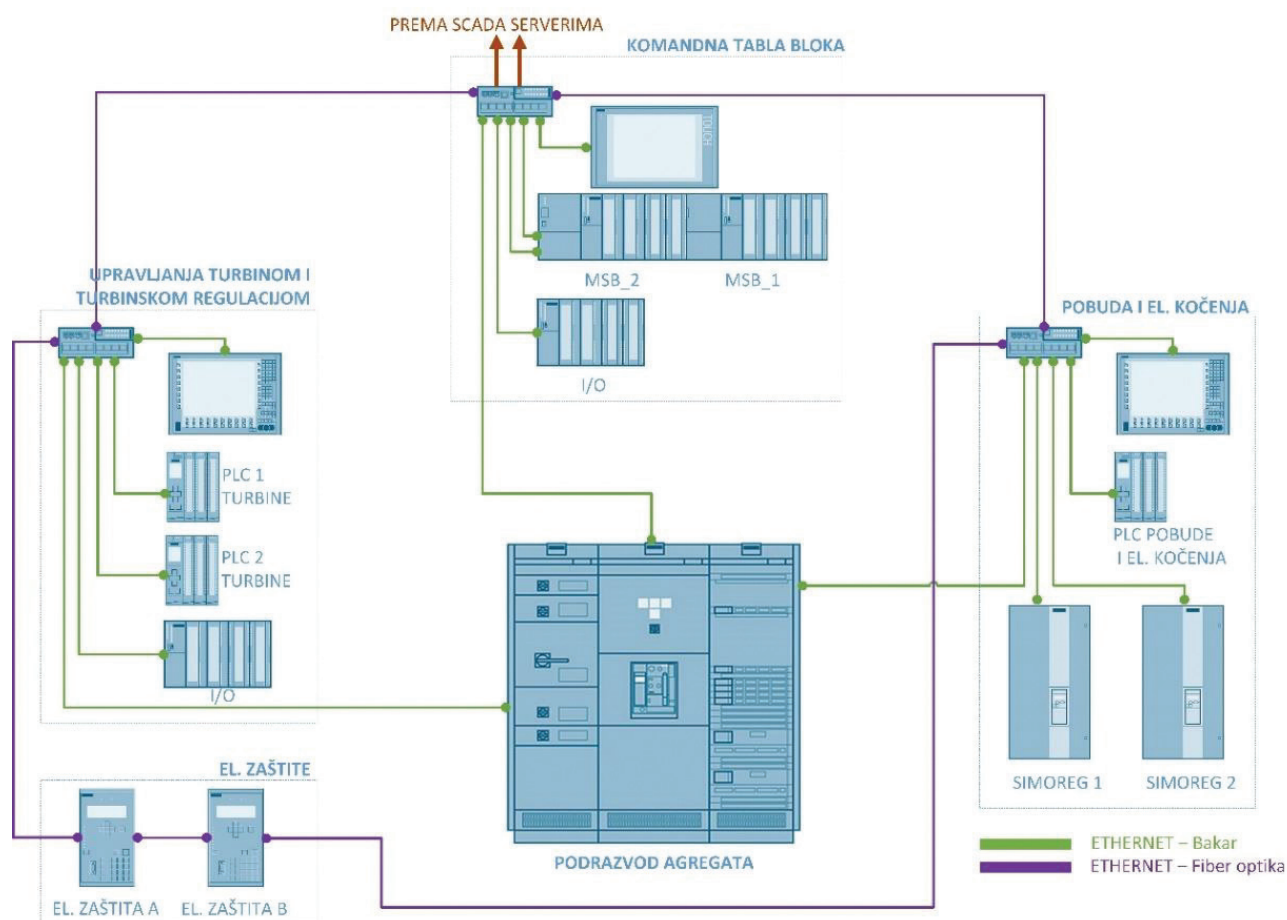 PREMA SCADA SERVERIMA
KOMANDNA TABLA BLOKA
TOUCH
MSB_2
MSB_1
I/O
UPRAVLJANJA TURBINOM I
TURBINSKOM REGULACIJOM
PLC 1
TURBINE
PLC 2
TURBINE
I/O
POBUDA I EL. KOČENJA
PLC POBUDE
I EL. KOČENJA
SIMOREG 1
SIMOREG 2
EL. ZAŠTITE
EL. ZAŠTITA A
EL. ZAŠTITA B
PODRAZVOD AGREGATA
ETHERNET – Bakar
ETHERNET – Fiber optika